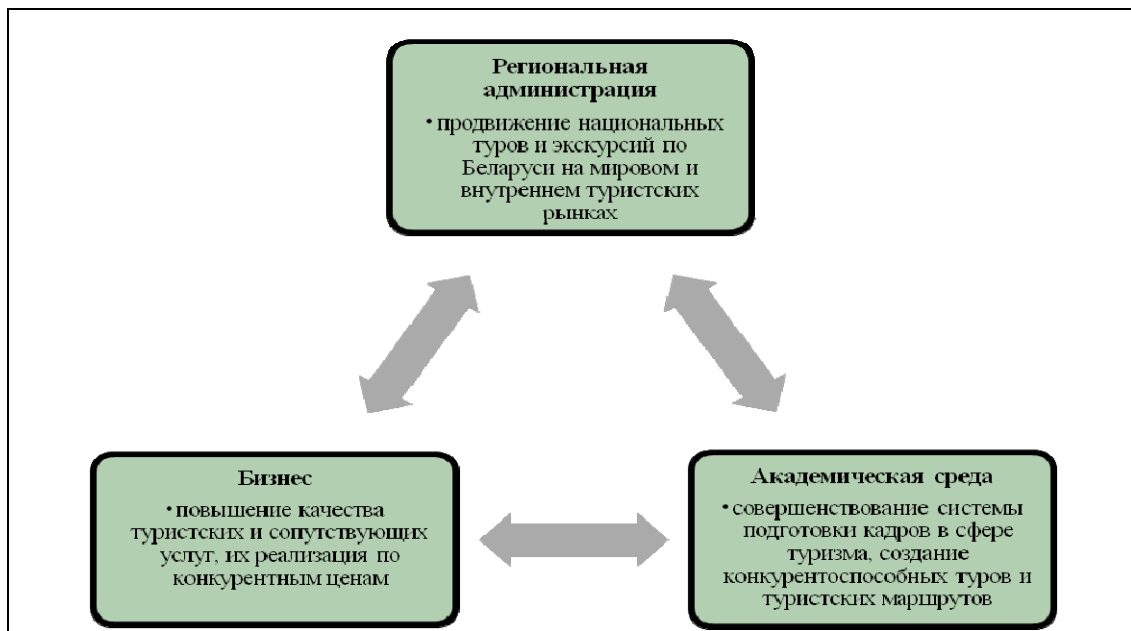 Региональная
администрация
• продвижение национальных
туров и экскурсий по
Беларуси на мировом и
внутреннем туристских
рынках
Бизнес
• повышение качества
туристских и сопутствующих
услуг, их реализация по
конкурентным ценам
Академическая среда
• совершенствование системы
подготовки кадров в сфере
туризма, создание
конкурентоспособных туров и
туристских маршрутов